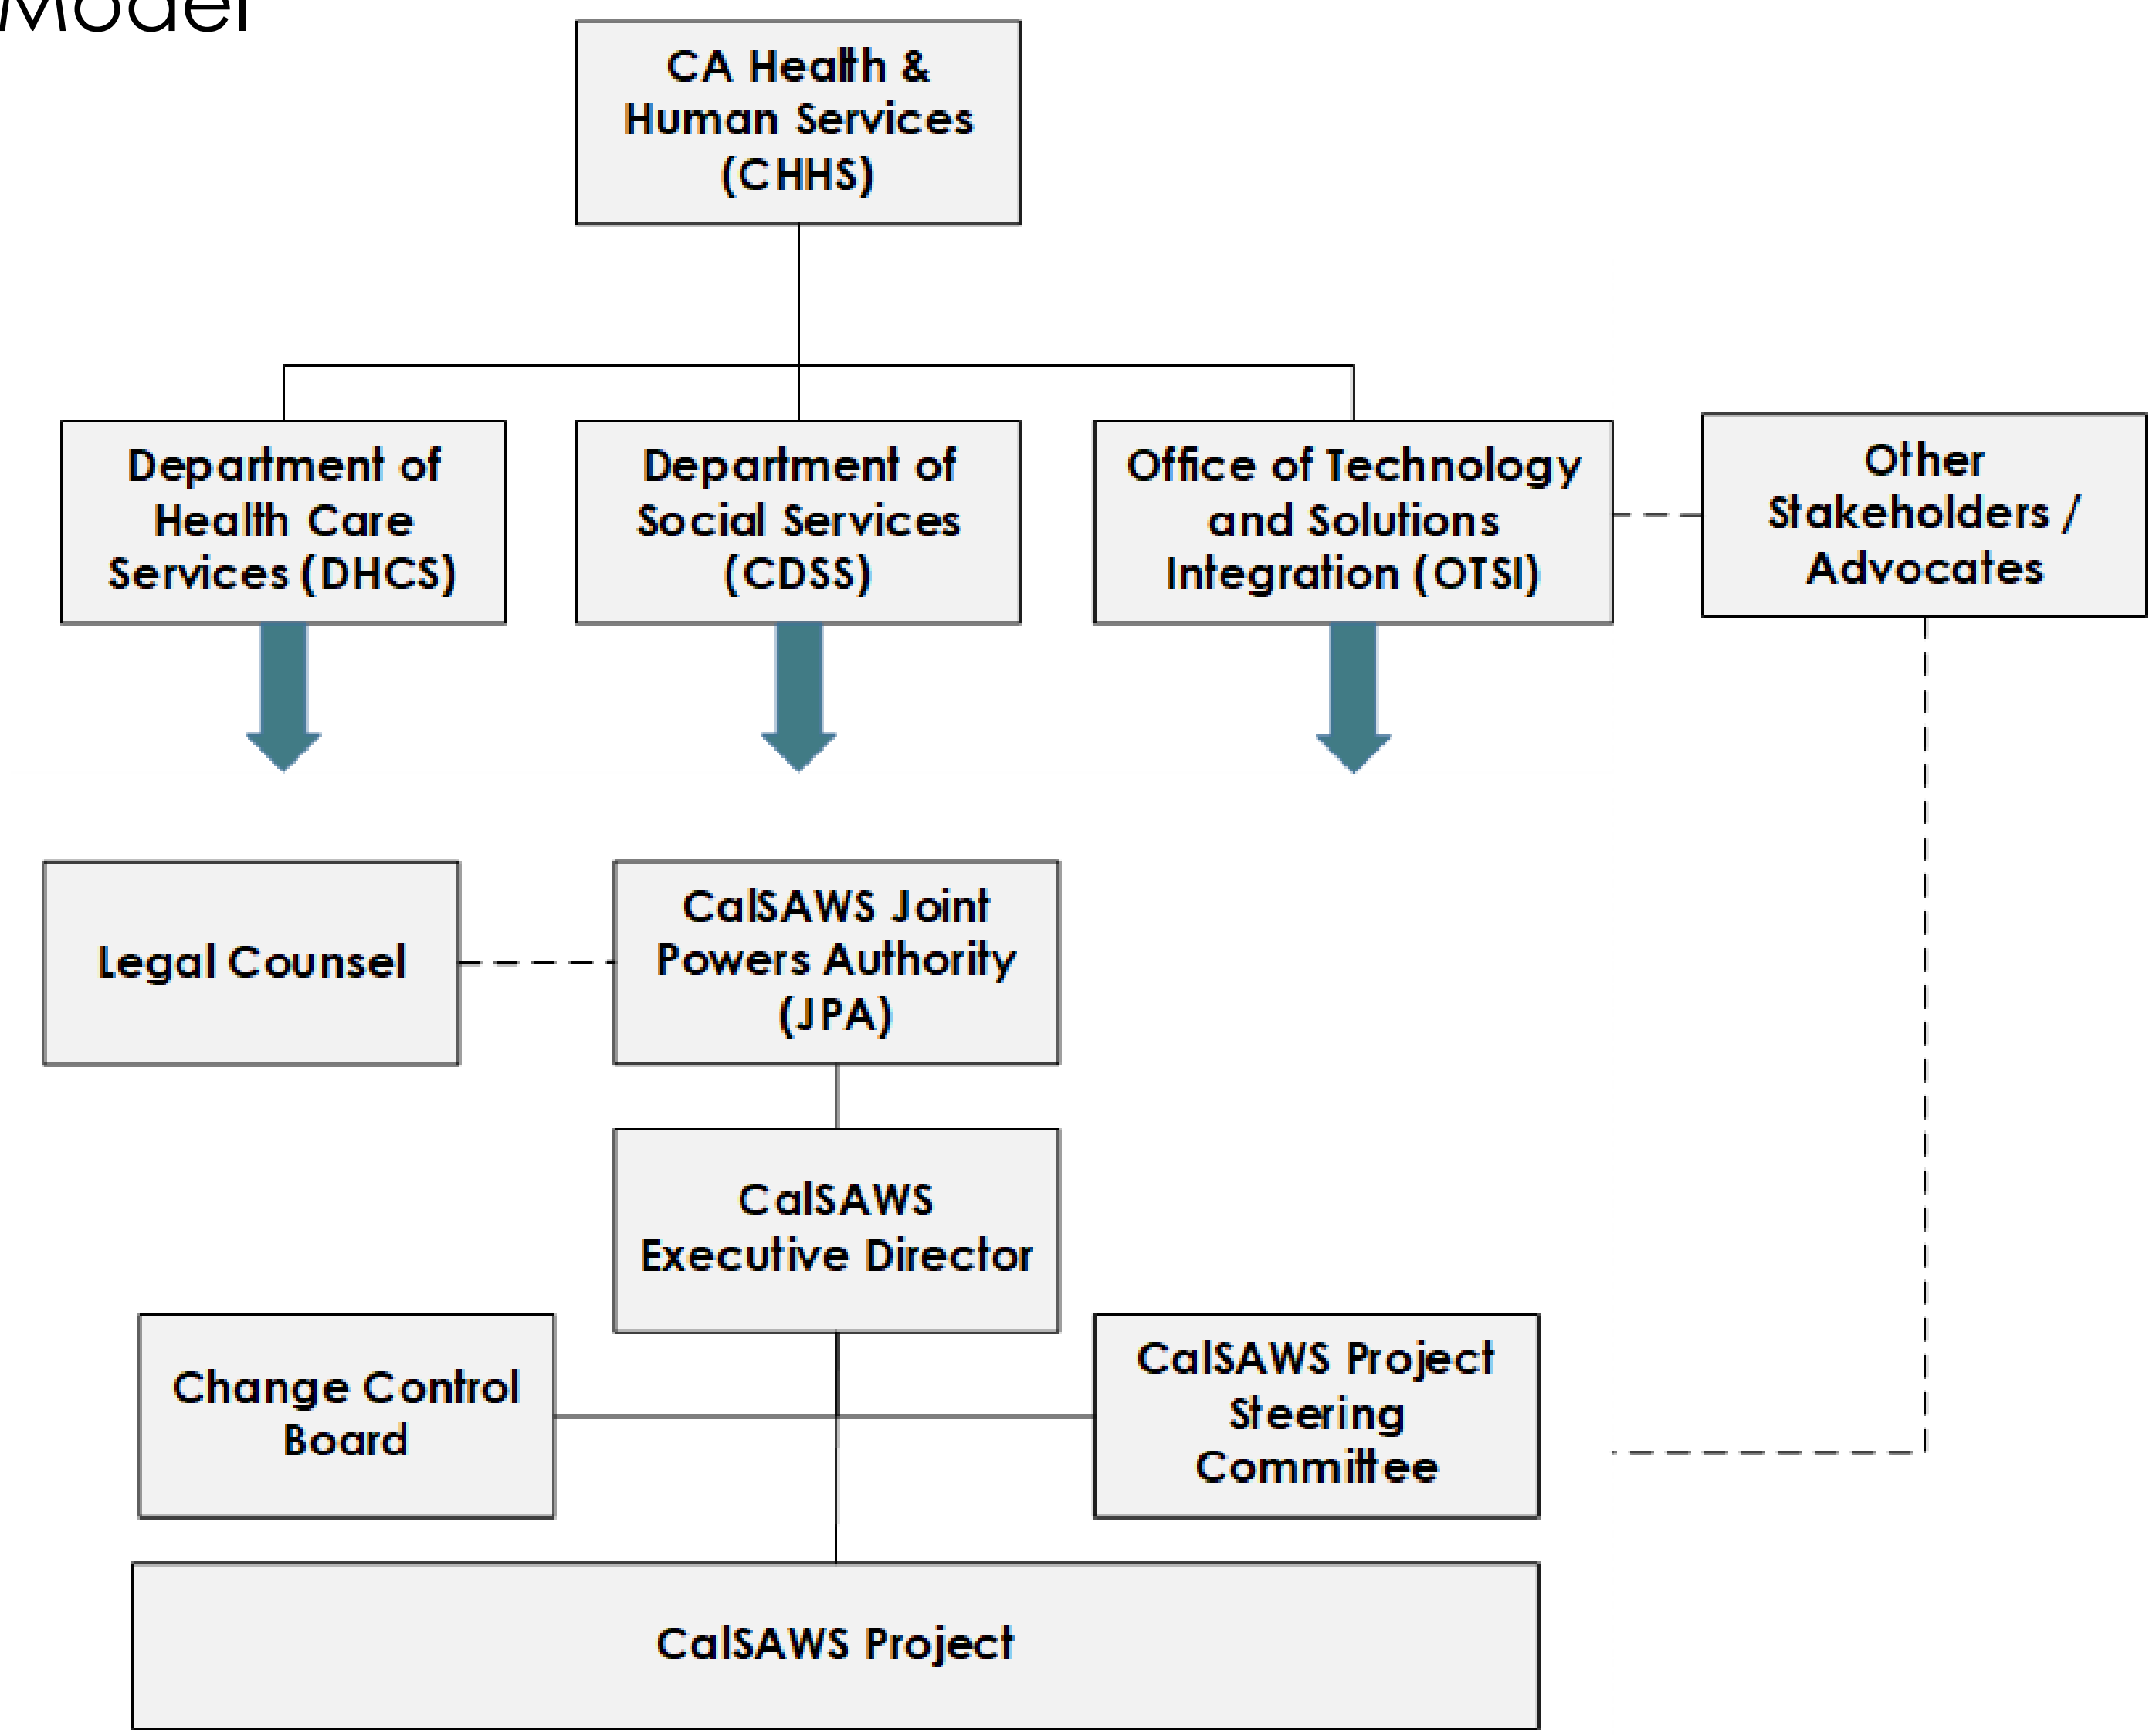 Model
CA Health &
Human Services
(CHHS)
Department of
Health Care
Services (DHCS)
Department of
Social Services
(CDSS)
Office of Technology
and Solutions
Integration (OTSI)
Other
Stakeholders /
Advocates
Legal Counsel
CalSAWS Joint
Powers Authority
(JPA)
CalSAWS
Executive Director
Change Control
Board
CalSAWS Project
Steering
Committee
CalSAWS Project